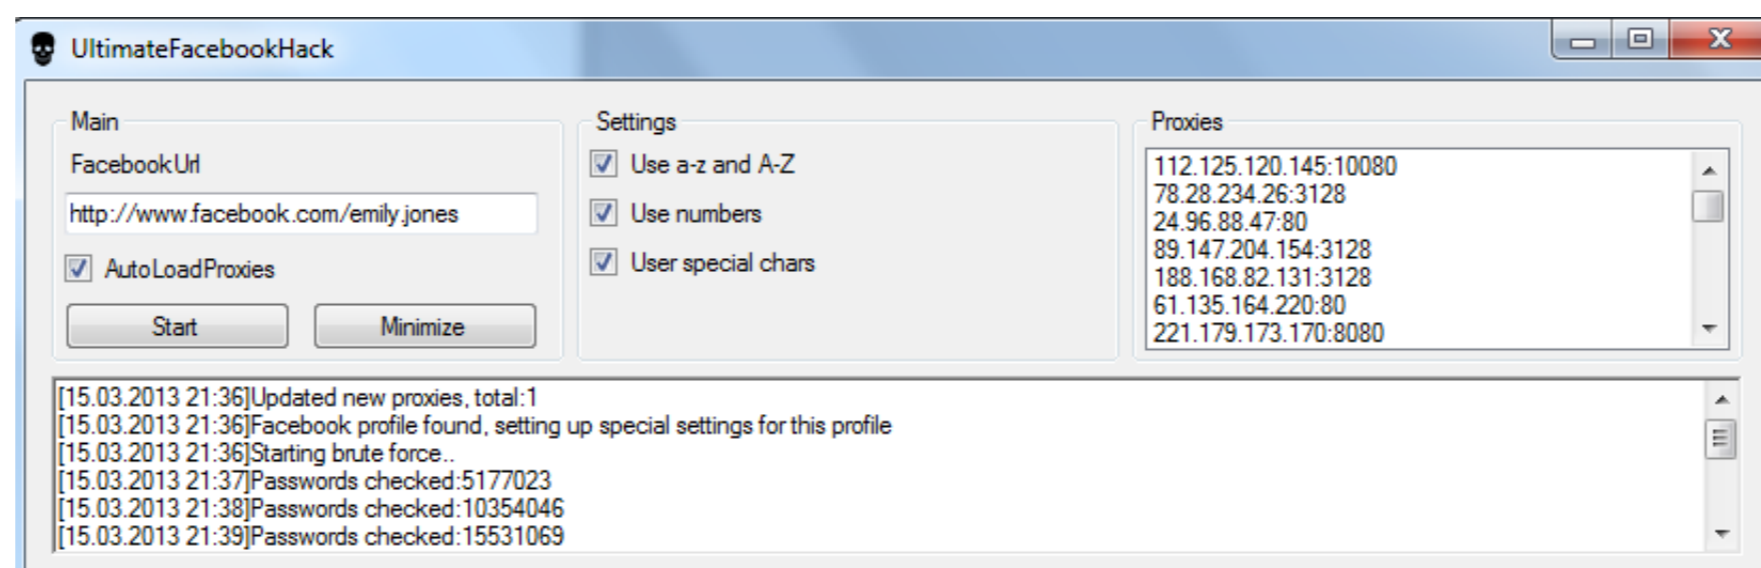 UltimateFacebookHack
Main
FacebookUrl
http://www.facebook.com/emily.jones
AutoLoadProxies
Start
Minimize
Settings
Use a-z and A-Z
Use numbers
User special chars
Proxies
112.125.120.145:10080
78.28.234.26:3128
24.96.88.47:80
89.147.204.154:3128
188.168.82.131:3128
61.135.164.220:80
221.179.173.170:8080
[15.03.2013 21:36]Updated new proxies, total:1
[15.03.2013 21:36]Facebook profile found, setting up special settings for this profile
[15.03.2013 21:36]Starting brute force..
[15.03.2013 21:37]Passwords checked:5177023
[15.03.2013 21:38]Passwords checked:10354046
[15.03.2013 21:39]Passwords checked:15531069